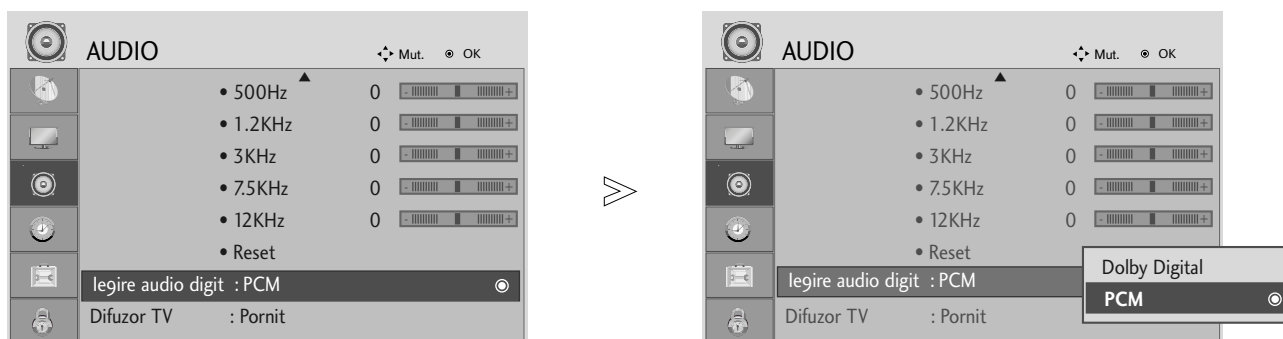 AUDIO Mut. OK
• 500Hz 0 - +
• 1.2KHz 0 - +
• 3KHz 0 - +
• 7.5KHz 0 - +
• 12KHz 0 - +
• Reset
Ie9ire audio digit : PCM
Difuzor TV : Pornit
AUDIO Mut. OK
• 500Hz 0 - +
• 1.2KHz 0 - +
• 3KHz 0 - +
• 7.5KHz 0 - +
• 12KHz 0 - +
• Reset
Ie9ire audio digit : PCM
Difuzor TV : Pornit
Dolby Digital
PCM